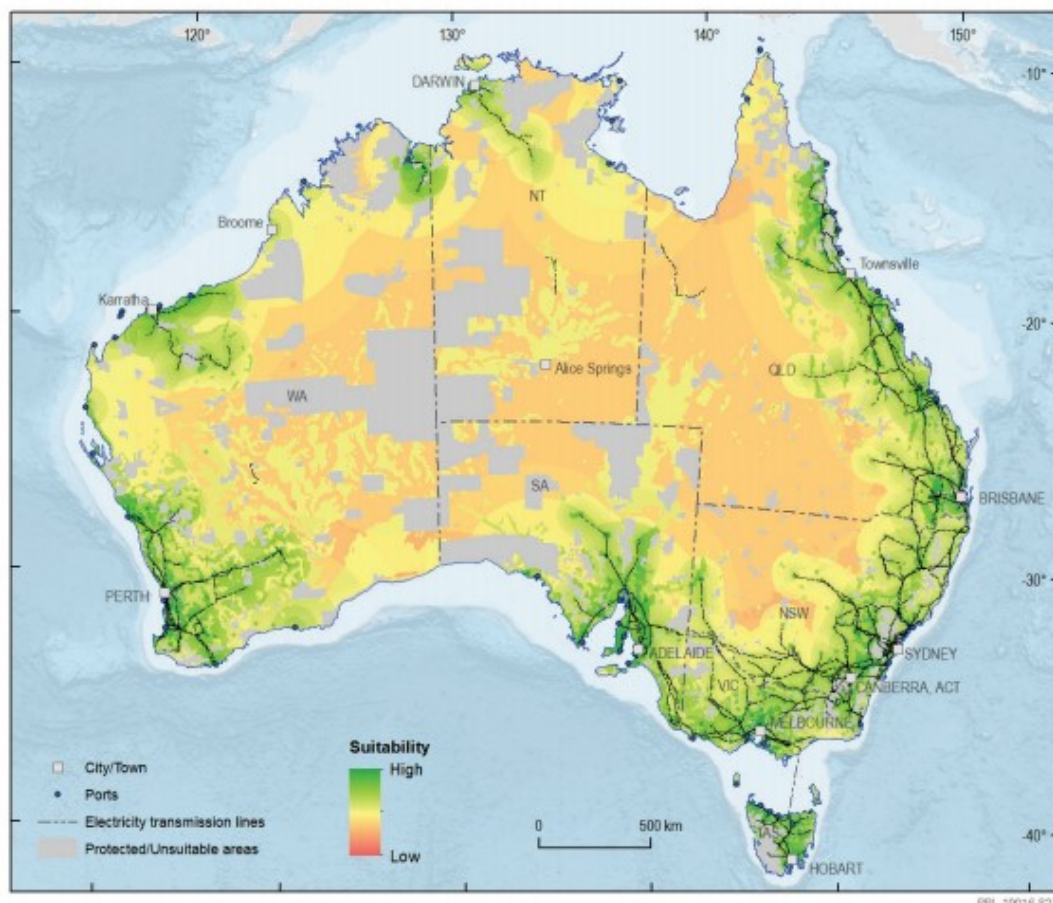 120°
130°
140°
150°
-10°
DARWIN
NT
Broome
Townsville
Karratha
-20°
Alice Springs
QLD
WA
SA
BRISBANE
-30°
PERTH
NSW
ADELAIDE
SYDNEY
VIC
CANBERRA, ACT
MELBOURNE
Suitability
City/Town
High
Ports
Electricity transmission lines
0
500 km
TAS
-40°
Protected/Unsuitable areas
Low
HOBART